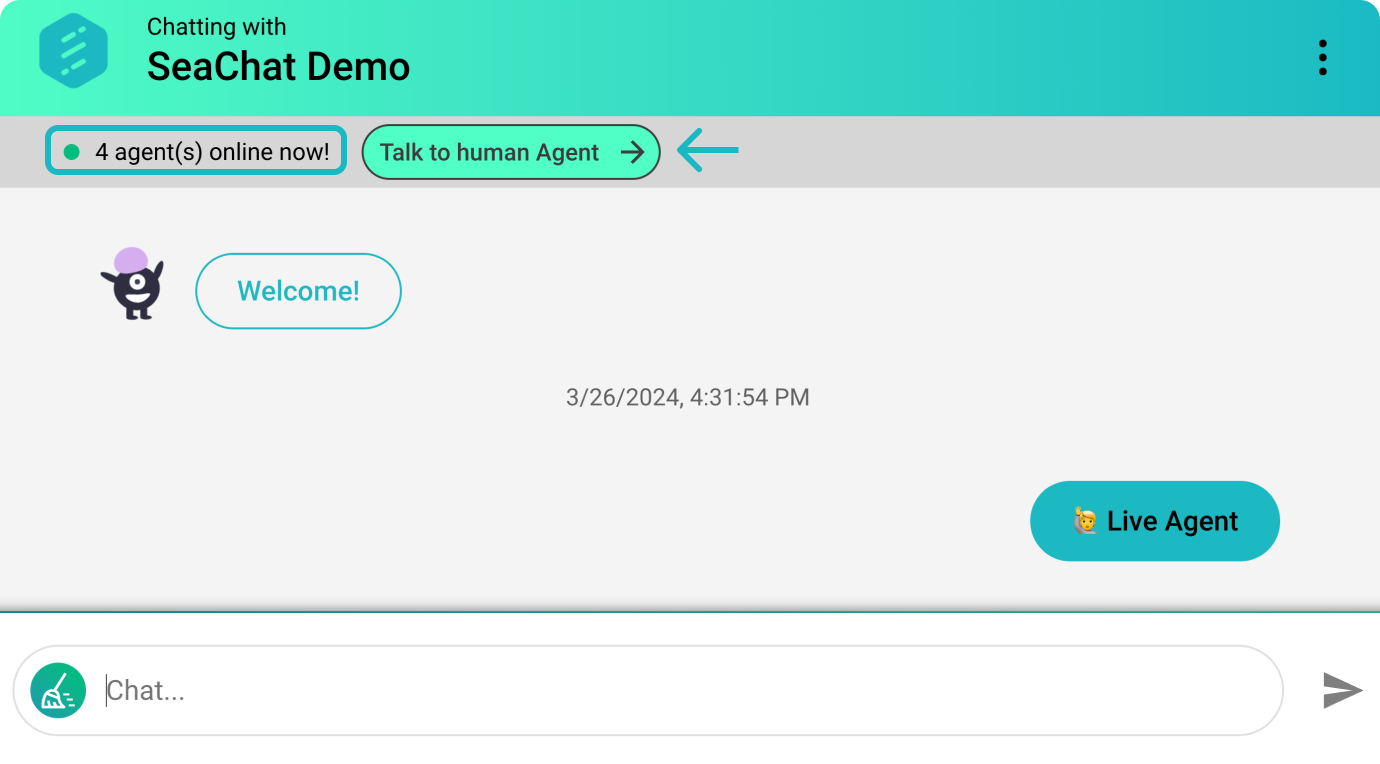 Chatting with
SeaChat Demo
4 agent(s) online now!
Talk to human Agent
Welcome!
3/26/2024, 4:31:54 PM
Live Agent
Chat...